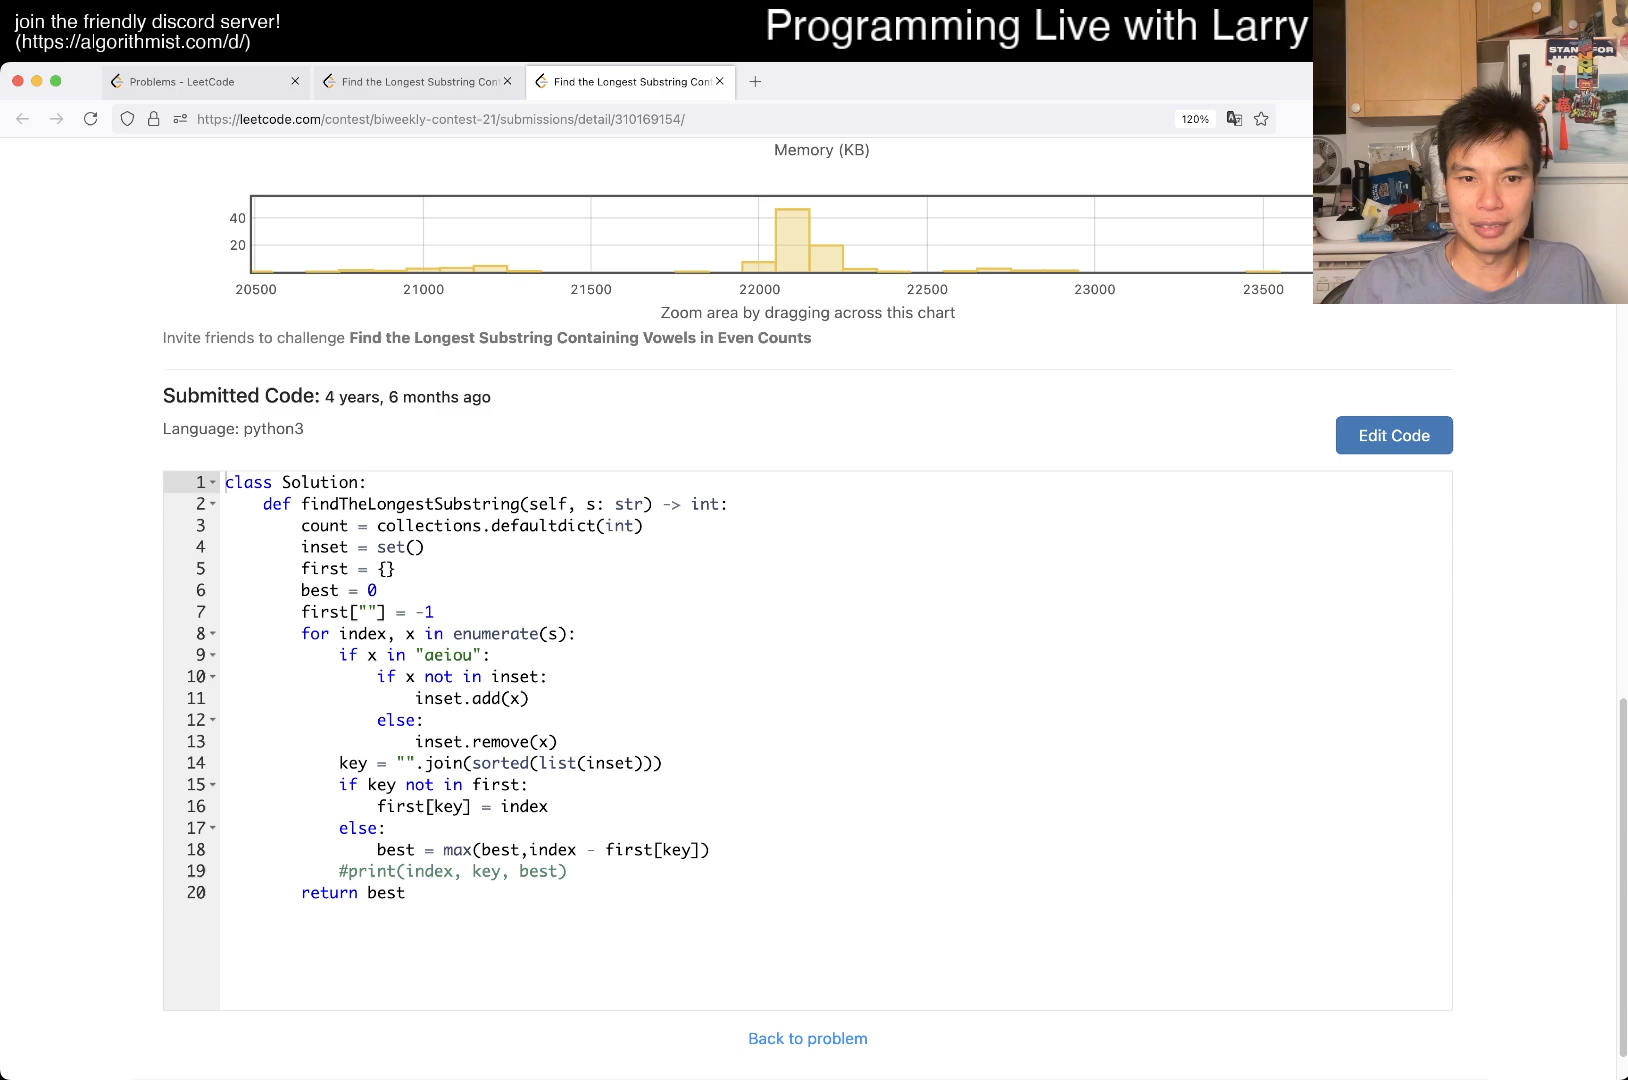 join the friendly discord server!
(https://algorithmist.com/d/)
Programming Live with Larry
Problems - LeetCode
Find the Longest Substring Cont
Find the Longest Substring Cont
https://leetcode.com/contest/biweekly-contest-21/submissions/detail/310169154/
120%
Memory (KB)
40
20
20500 21000 21500 22000 22500 23000 23500
Zoom area by dragging across this chart
Invite friends to challenge Find the Longest Substring Containing Vowels in Even Counts
Submitted Code: 4 years, 6 months ago
Language: python3
Edit Code
1 class Solution:
2     def findTheLongestSubstring(self, s: str) -> int:
3         count = collections.defaultdict(int)
4         inset = set()
5         first = {}
6         best = 0
7         first[""] = -1
8         for index, x in enumerate(s):
9             if x in "aeiou":
10                 if x not in inset:
11                     inset.add(x)
12                 else:
13                     inset.remove(x)
14             key = "".join(sorted(list(inset)))
15             if key not in first:
16                 first[key] = index
17             else:
18                 best = max(best,index - first[key])
19             #print(index, key, best)
20         return best
Back to problem